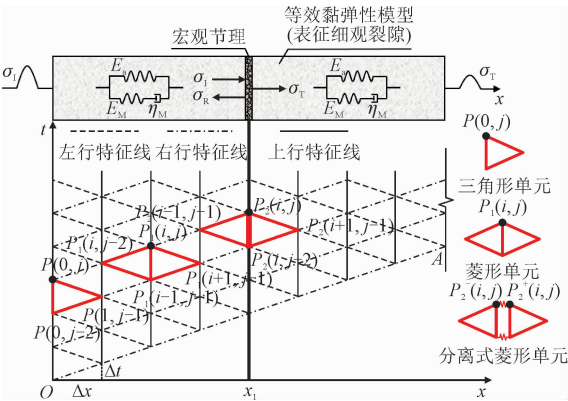 等效黏弹性模型
(表征细观裂隙)
宏观节理
σI
Ea
EM
ηM
σI
σR
σT
Ea
EM
ηM
σT
x
t
左行特征线
右行特征线
上行特征线
P(0, j)
三角形单元
P1(i, j)
菱形单元
P2−(i, j)
P2+(i, j)
分离式菱形单元
P2(i−1, j−1)
P2(i, j)
P1(i, j−2)
P1(i, j)
P2(i+1, j−1)
P(0, j)
P1(i+1, j−1)
P2(i, j−2)
A
P1(i−1, j−1)
P(1, j−1)
P(0, j−2)
Δt
O
Δx
x1
x